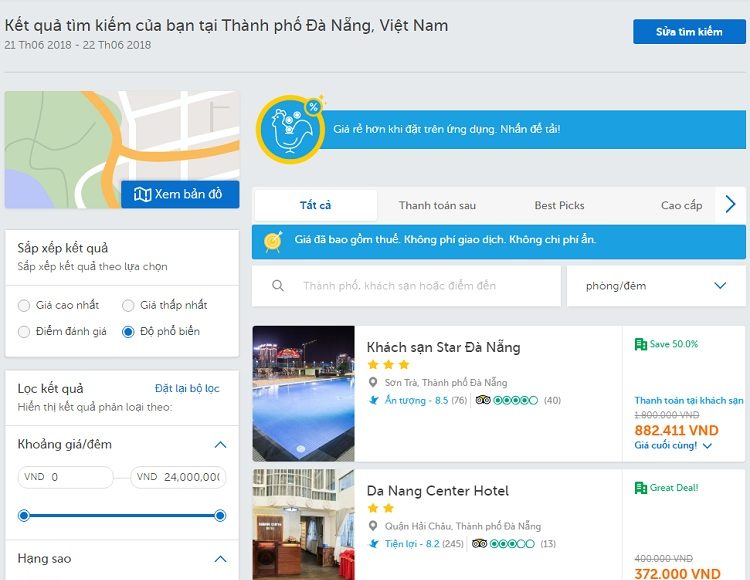 Kết quả tìm kiếm của bạn tại Thành phố Đà Nẵng, Việt Nam
21 Th06 2018 - 22 Th06 2018
Sửa tìm kiếm
Xem bản đồ
%
Giá rẻ hơn khi đặt trên ứng dụng. Nhấn để tải!
Tất cả
Thanh toán sau
Best Picks
Cao cấp
Giá đã bao gồm thuế. Không phí giao dịch. Không chi phí ẩn.
Thành phố, khách sạn hoặc điểm đến
phòng/đêm
Sắp xếp kết quả
Sắp xếp kết quả theo lựa chọn
Giá cao nhất
Giá thấp nhất
Điểm đánh giá
Độ phổ biến
Lọc kết quả
Đặt lại bộ lọc
Hiển thị kết quả phân loại theo:
Khoảng giá/đêm
VND 0
VND 24,000,00
Hạng sao
Khách sạn Star Đà Nẵng
Sơn Trà, Thành phố Đà Nẵng
Ấn tượng - 8.5 (76)
(40)
Save 50.0%
Thanh toán tại khách sạn
1.800.000 VND
882.411 VND
Giá cuối cùng!
Da Nang Center Hotel
Quận Hải Châu, Thành phố Đà Nẵng
Tiện lợi - 8.2 (245)
(13)
Great Deal!
400.000 VND
372.000 VND